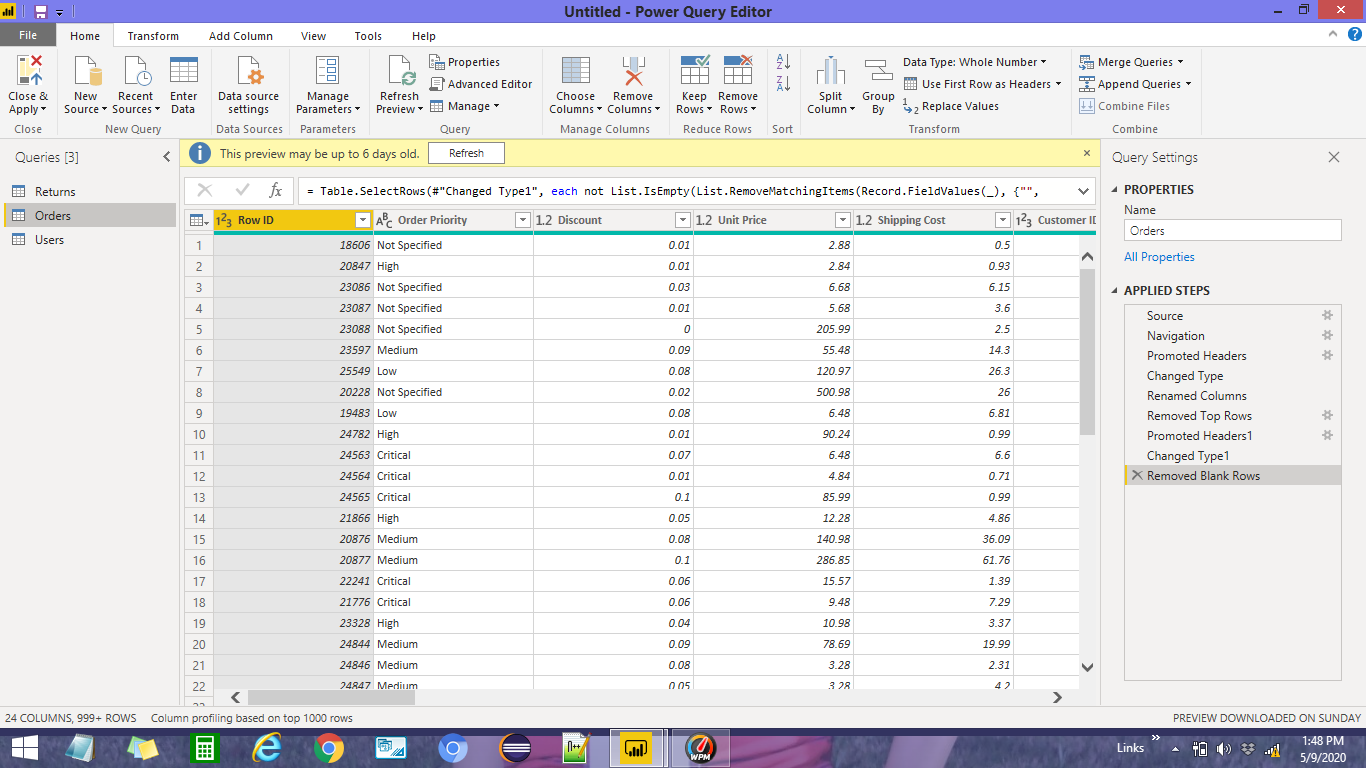 Untitled - Power Query Editor
File Home Transform Add Column View Tools Help
Close & Apply
New Source
Recent Sources
Enter Data
Data source settings
Manage Parameters
Refresh Preview
Properties
Advanced Editor
Manage
Choose Columns
Remove Columns
Keep Rows
Remove Rows
A Z
Z A
Split Column
Group By
Data Type: Whole Number
Use First Row as Headers
1 2 Replace Values
Merge Queries
Append Queries
Combine Files
Close New Query Data Sources Parameters Query Manage Columns Reduce Rows Sort Transform Combine
Queries [3]
Returns
Orders
Users
This preview may be up to 6 days old. Refresh
fx = Table.SelectRows(#"Changed Type1", each not List.IsEmpty(List.RemoveMatchingItems(Record.FieldValues(_), {"",
123 Row ID ABC Order Priority 1.2 Discount 1.2 Unit Price 1.2 Shipping Cost 123 Customer ID
1 18606 Not Specified 0.01 2.88 0.5
2 20847 High 0.01 2.84 0.93
3 23086 Not Specified 0.03 6.68 6.15
4 23087 Not Specified 0.01 5.68 3.6
5 23088 Not Specified 0 205.99 2.5
6 23597 Medium 0.09 55.48 14.3
7 25549 Low 0.08 120.97 26.3
8 20228 Not Specified 0.02 500.98 26
9 19483 Low 0.08 6.48 6.81
10 24782 High 0.01 90.24 0.99
11 24563 Critical 0.07 6.48 6.6
12 24564 Critical 0.01 4.84 0.71
13 24565 Critical 0.1 85.99 0.99
14 21866 High 0.05 12.28 4.86
15 20876 Medium 0.08 140.98 36.09
16 20877 Medium 0.1 286.85 61.76
17 22241 Critical 0.06 15.57 1.39
18 21776 Critical 0.06 9.48 7.29
19 23328 High 0.04 10.98 3.37
20 24844 Medium 0.09 78.69 19.99
21 24846 Medium 0.08 3.28 2.31
22 24847 Medium 0.05 3.28 4.2
Query Settings
PROPERTIES
Name
Orders
All Properties
APPLIED STEPS
Source
Navigation
Promoted Headers
Changed Type
Renamed Columns
Removed Top Rows
Promoted Headers1
Changed Type1
Removed Blank Rows
24 COLUMNS, 999+ ROWS Column profiling based on top 1000 rows PREVIEW DOWNLOADED ON SUNDAY
WPM
Links
1:48 PM
5/9/2020